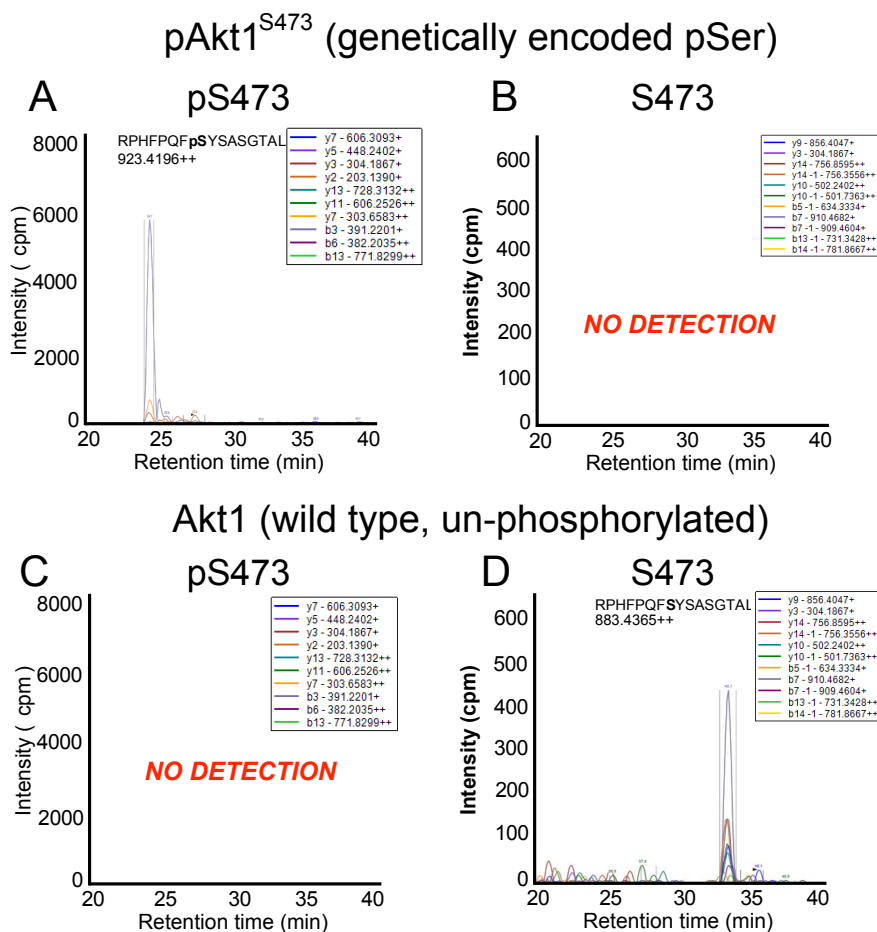 pAkt1S473 (genetically encoded pSer)
A
pS473
RPHFPQFpSYSASGTAL
923.4196++
y7 - 606.3093+
y5 - 448.2402+
y3 - 304.1867+
y2 - 203.1390+
y13 - 728.3132++
y11 - 606.2526++
y7 - 303.6583++
b3 - 391.2201+
b6 - 382.2035++
b13 - 771.8299++
Intensity ( cpm)
8000
6000
4000
2000
0
20 25 30 35 40
Retention time (min)
B
S473
y9 - 856.4047+
y3 - 304.1867+
y14 - 756.8595++
y14 -1 - 756.3556++
y10 - 502.2402++
y10 -1 - 501.7363++
b5 -1 - 634.3334+
b7 - 910.4682+
b7 -1 - 909.4604+
b13 -1 - 731.3428++
b14 -1 - 781.8667++
Intensity (cpm)
600
500
400
300
200
100
0
NO DETECTION
20 25 30 35 40
Retention time (min)
Akt1 (wild type, un-phosphorylated)
C
pS473
y7 - 606.3093+
y5 - 448.2402+
y3 - 304.1867+
y2 - 203.1390+
y13 - 728.3132++
y11 - 606.2526++
y7 - 303.6583++
b3 - 391.2201+
b6 - 382.2035++
b13 - 771.8299++
Intensity ( cpm)
8000
6000
4000
2000
0
NO DETECTION
20 25 30 35 40
Retention time (min)
D
S473
RPHFPQFSYSASGTAL
883.4365++
y9 - 856.4047+
y3 - 304.1867+
y14 - 756.8595++
y14 -1 - 756.3556++
y10 - 502.2402++
y10 -1 - 501.7363++
b5 -1 - 634.3334+
b7 - 910.4682+
b7 -1 - 909.4604+
b13 -1 - 731.3428++
b14 -1 - 781.8667++
Intensity (cpm)
600
500
400
300
200
100
0
20 25 30 35 40
Retention time (min)